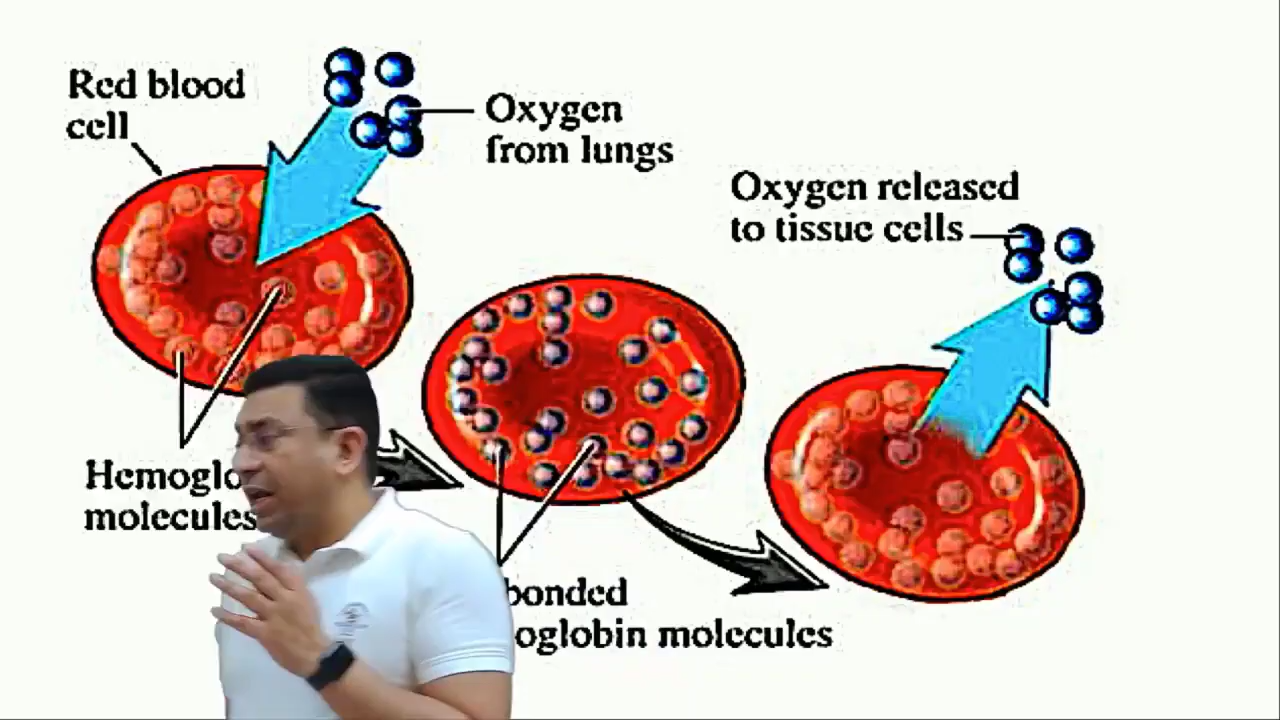 Red blood
cell
Oxygen
from lungs
Oxygen released
to tissue cells
Hemoglo
molecules
bonded
oglobin molecules